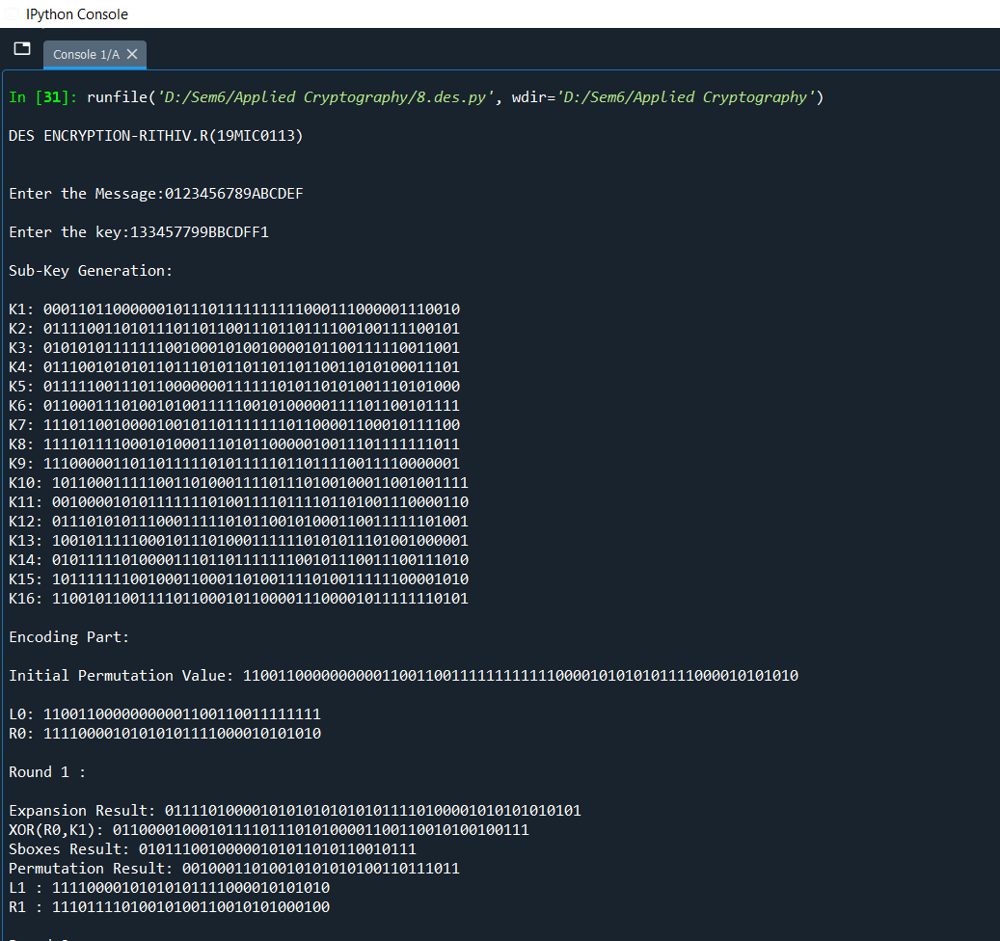 IPython Console
Console 1/A
In [31]: runfile('D:/Sem6/Applied Cryptography/8.des.py', wdir='D:/Sem6/Applied Cryptography')
DES ENCRYPTION-RITHIV.R(19MIC0113)
Enter the Message:0123456789ABCDEF
Enter the key:133457799BBCDFF1
Sub-Key Generation:
K1: 000110110000001011101111111111000111000001110010
K2: 011110011010111011011001110110111100100111100101
K3: 010101011111110010001010010000101100111110011001
K4: 011100101010110111010110110110110011010100011101
K5: 011111001110110000000111111010110101001110101000
K6: 011000111010010100111110010100000111101100101111
K7: 111011001000010010110111111101100001100010111100
K8: 111101111000101000111010110000010011101111111011
K9: 111000001101101111101011111011011110011110000001
K10: 101100011111001101000111101110100100011001001111
K11: 001000010101111111010011110111101101001110000110
K12: 011101010111000111110101100101000110011111101001
K13: 100101111100010111010001111110101011101001000001
K14: 010111110100001110110111111100101110011100111010
K15: 101111111001000110001101001111010011111100001010
K16: 110010110011110110001011000011100001011111110101
Encoding Part:
Initial Permutation Value: 1100110000000000110011001111111111110000101010101111000010101010
L0: 11001100000000001100110011111111
R0: 11110000101010101111000010101010
Round 1 :
Expansion Result: 011110100001010101010101011110100001010101010101
XOR(R0,K1): 011000010001011110111010100001100110010100100111
Sboxes Result: 01011100100000101011010110010111
Permutation Result: 00100011010010101010100110111011
L1 : 11110000101010101111000010101010
R1 : 11101111010010100110010101000100